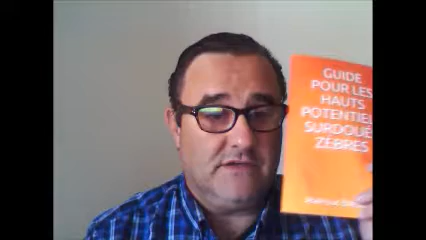 GUIDE
POUR LES
HAUTS
POTENTIEL
SURDOUÉ
ZÈBRES